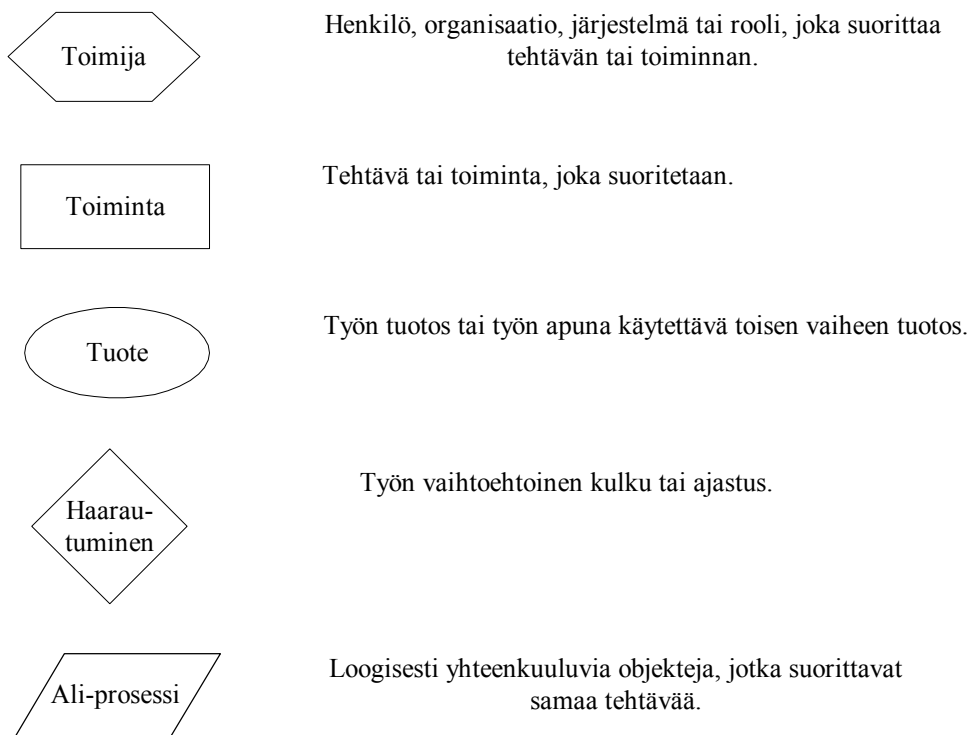 Toimija
Henkilö, organisaatio, järjestelmä tai rooli, joka suorittaa
tehtävän tai toiminnan.
Toiminta
Tehtävä tai toiminta, joka suoritetaan.
Tuote
Työn tuotos tai työn apuna käytettävä toisen vaiheen tuotos.
Haarau-
tuminen
Työn vaihtoehtoinen kulku tai ajastus.
Ali-prosessi
Loogisesti yhteenkuuluvia objekteja, jotka suorittavat
samaa tehtävää.